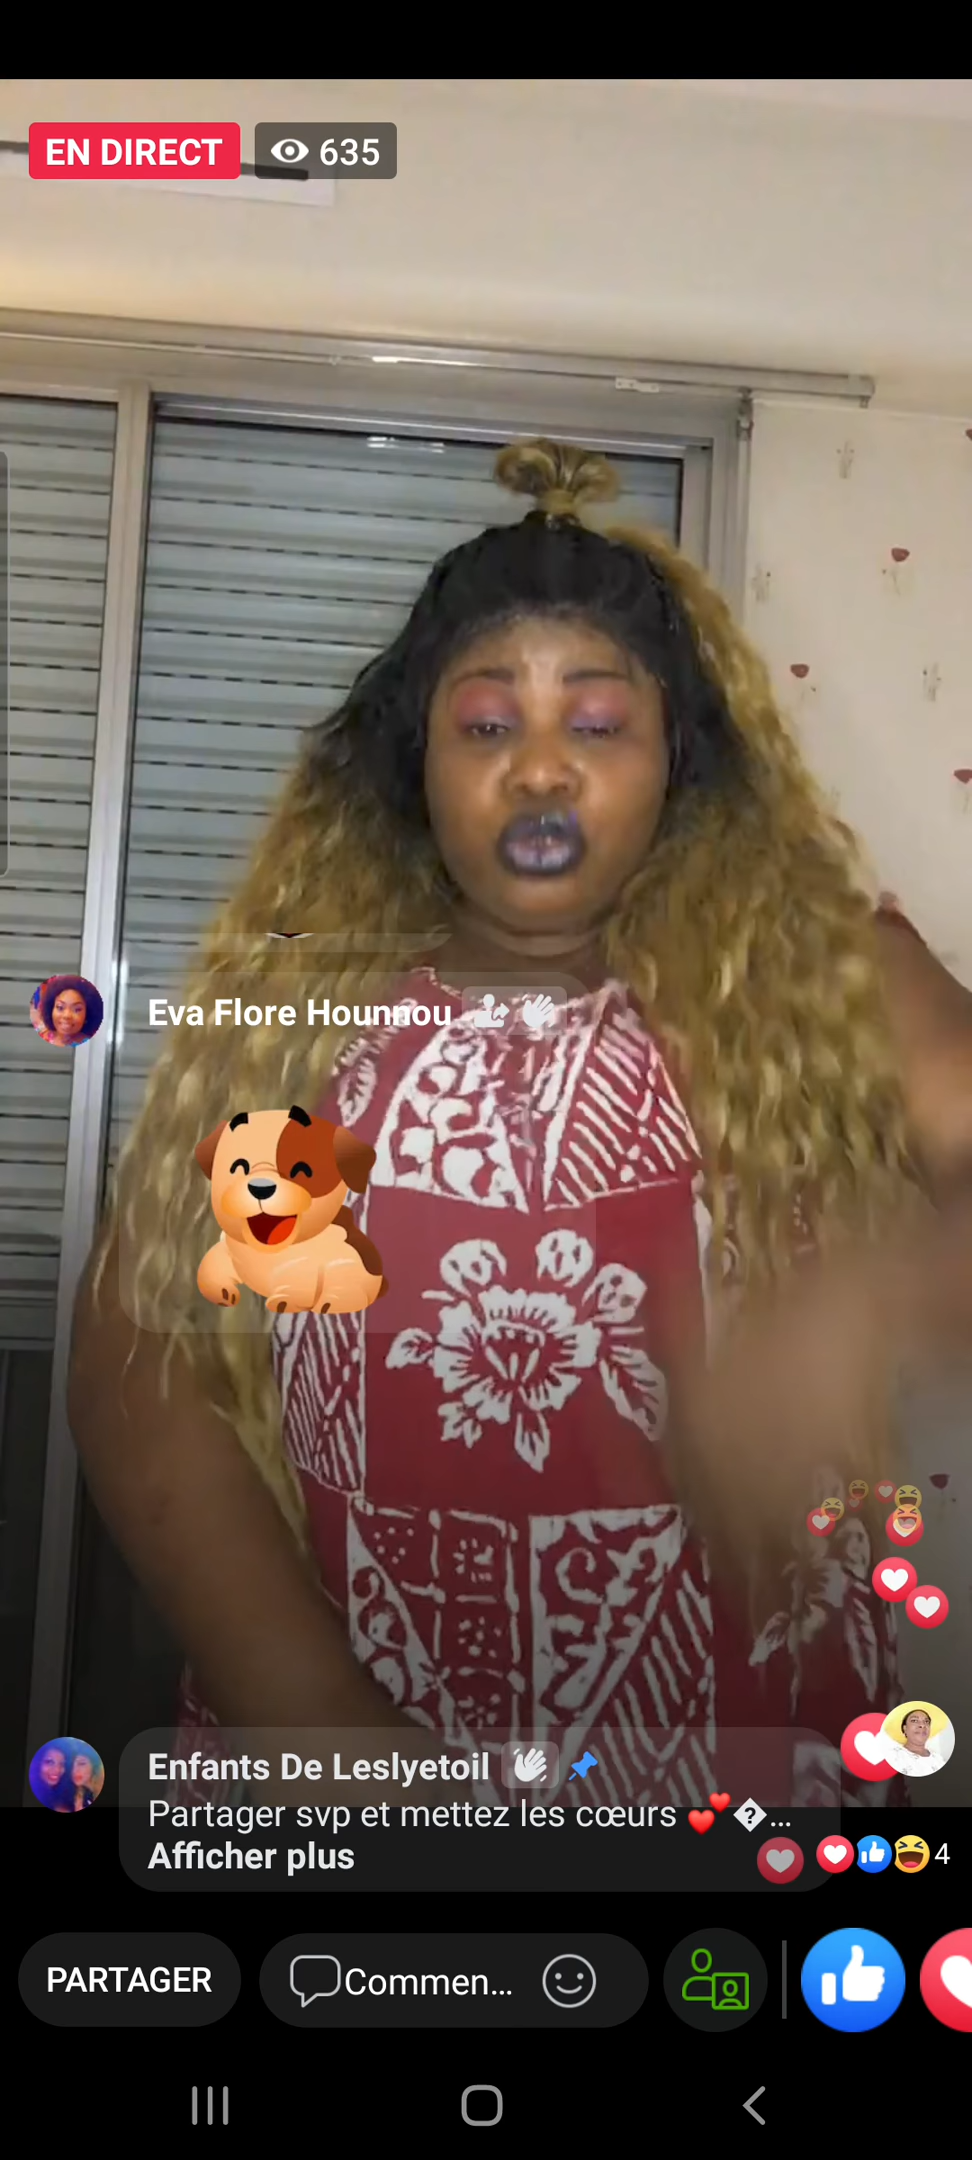 EN DIRECT 635
Eva Flore Hounnou
Enfants De Leslyetoil
Partager svp et mettez les cœurs 💕�...
Afficher plus
4
PARTAGER
Commen...